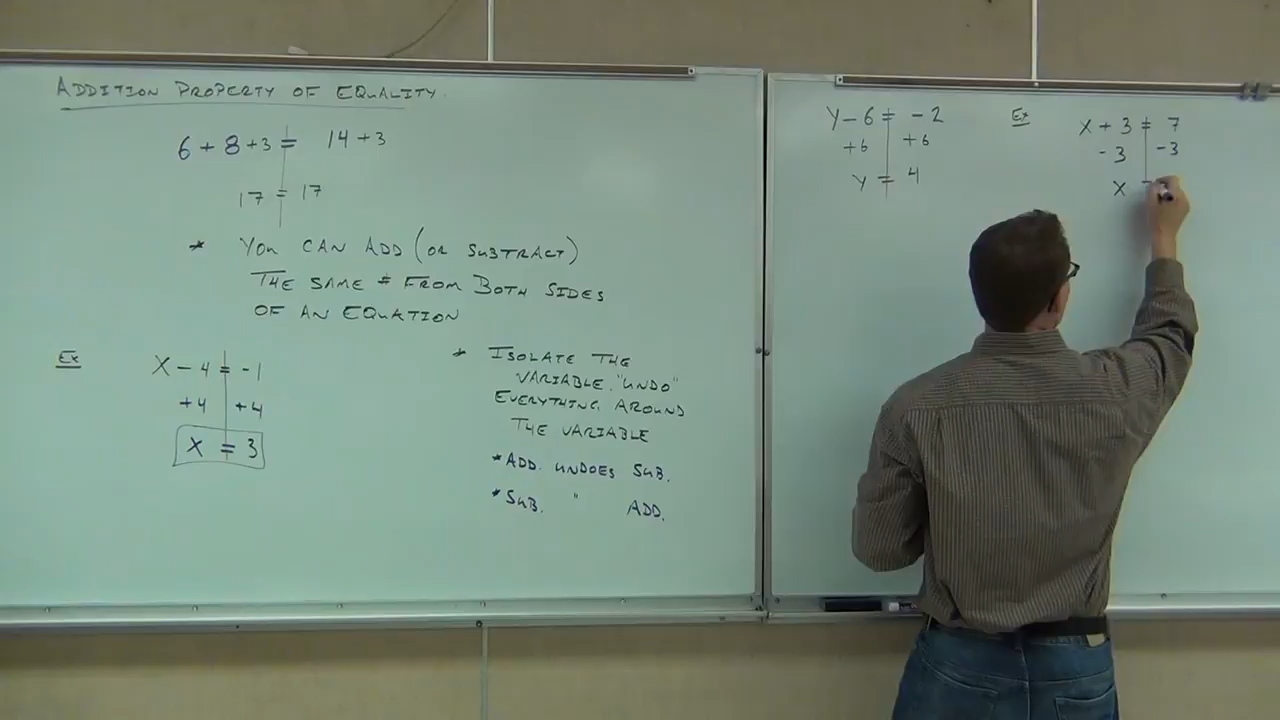 ADDITION PROPERTY OF EQUALITY
6 + 8 + 3 = 14 + 3
17 = 17
* YOU CAN ADD (OR SUBTRACT)
THE SAME # FROM BOTH SIDES
OF AN EQUATION
Ex
X - 4 = -1
+4 +4
X = 3
* ISOLATE THE
VARIABLE. "UNDO"
EVERYTHING AROUND
THE VARIABLE
* ADD. UNDOES SUB.
* SUB. " ADD.
Y - 6 = -2
+6 +6
Y = 4
Ex
X + 3 = 7
-3 -3
X =